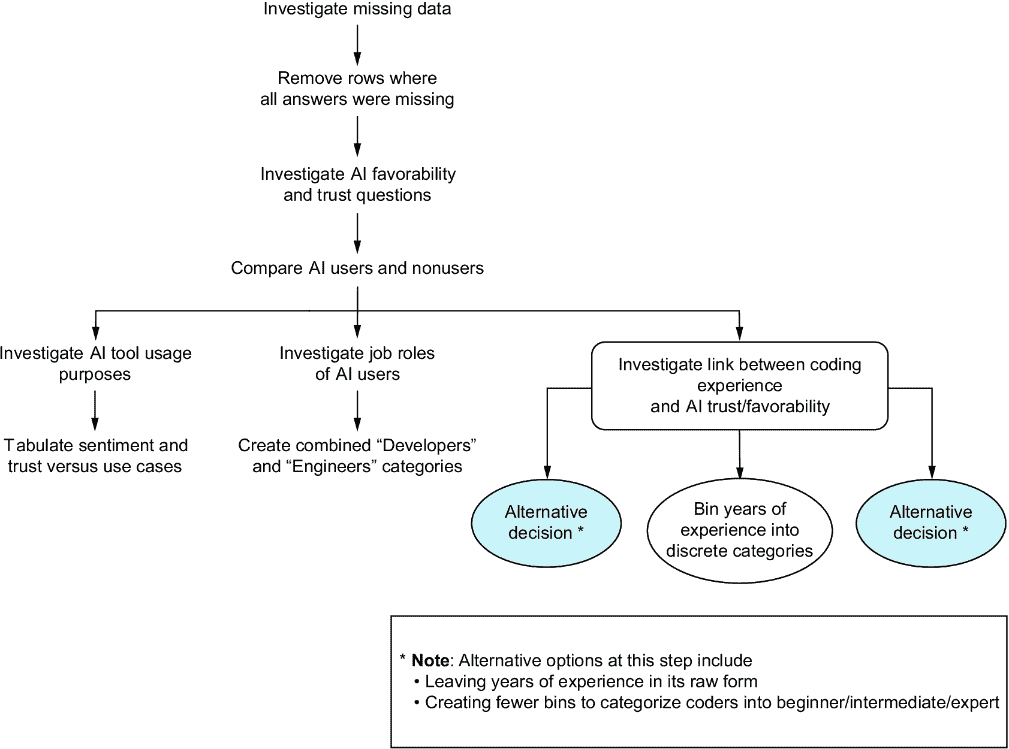 Investigate missing data
Remove rows where
all answers were missing
Investigate AI favorability
and trust questions
Compare AI users and nonusers
Investigate AI tool usage
purposes
Investigate job roles
of AI users
Investigate link between coding
experience
and AI trust/favorability
Tabulate sentiment and
trust versus use cases
Create combined “Developers”
and “Engineers” categories
Alternative
decision *
Bin years of
experience into
discrete categories
Alternative
decision *
* Note: Alternative options at this step include
• Leaving years of experience in its raw form
• Creating fewer bins to categorize coders into beginner/intermediate/expert